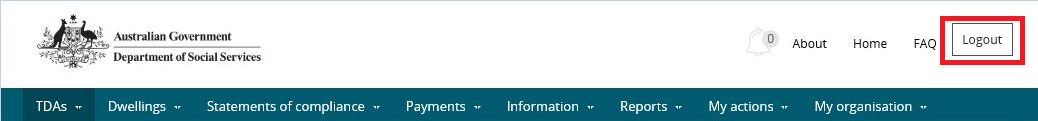 Australian Government
Department of Social Services
0 About Home FAQ Logout
TDAs Dwellings Statements of compliance Payments Information Reports My actions My organisation